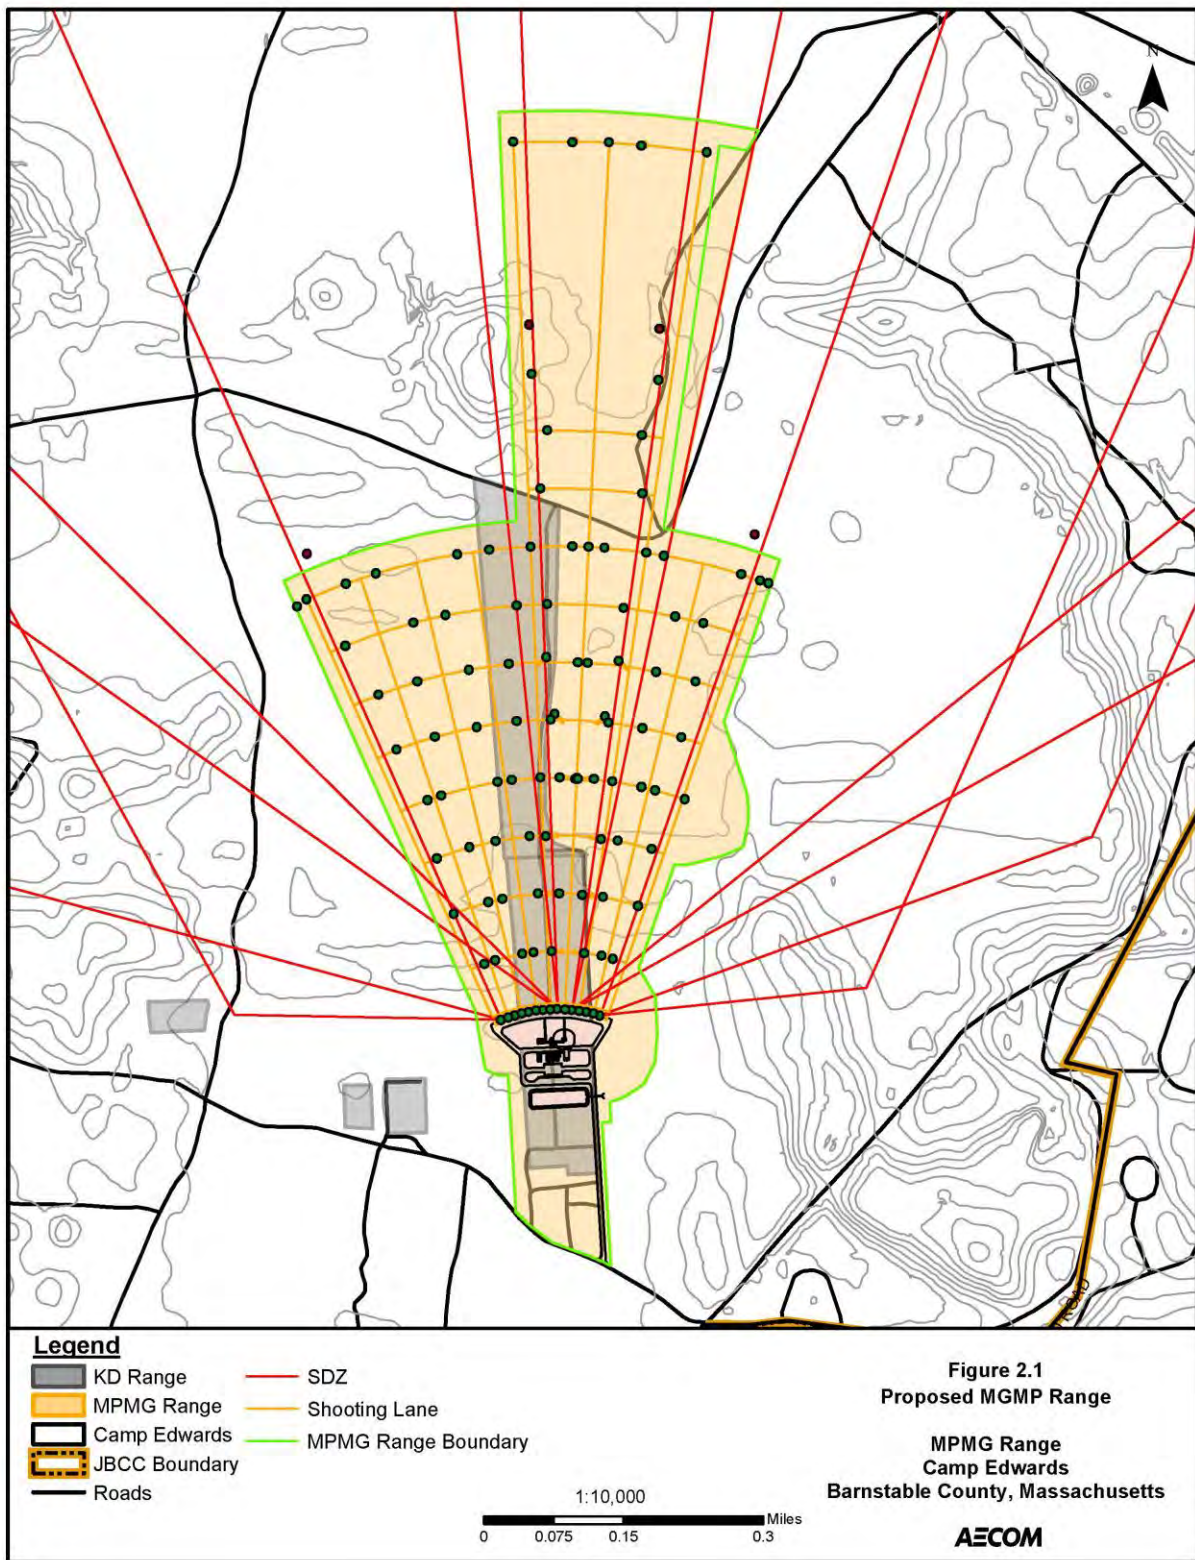 N
ROAD
Legend
KD Range
MPMG Range
Camp Edwards
JBCC Boundary
Roads
SDZ
Shooting Lane
MPMG Range Boundary
1:10,000
Miles
0 0.075 0.15 0.3
Figure 2.1
Proposed MGMP Range
MPMG Range
Camp Edwards
Barnstable County, Massachusetts
AECOM